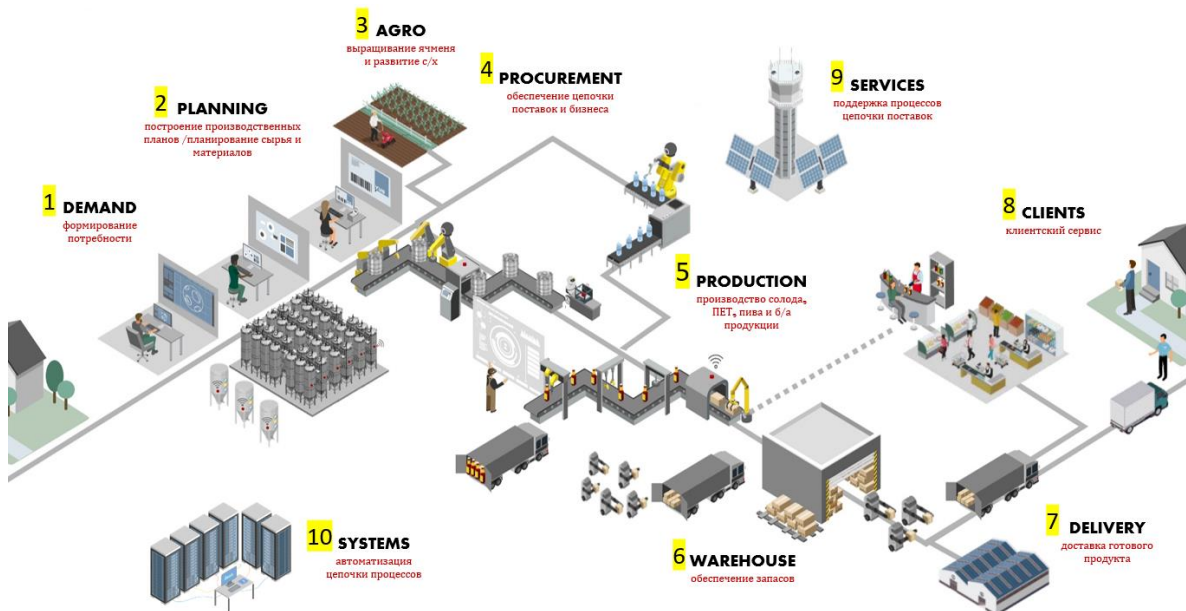 1 DEMAND
формирование
потребности
2 PLANNING
построение производственных
планов /планирование сырья и
материалов
3 AGRO
выращивание ячменя
и развитие с/х
4 PROCUREMENT
обеспечение цепочки
поставок и бизнеса
5 PRODUCTION
производство солода,
ПЕТ, пива и б/а
продукции
6 WAREHOUSE
обеспечение запасов
7 DELIVERY
доставка готового
продукта
8 CLIENTS
клиентский сервис
9 SERVICES
поддержка процессов
цепочки поставок
10 SYSTEMS
автоматизация
цепочки процессов